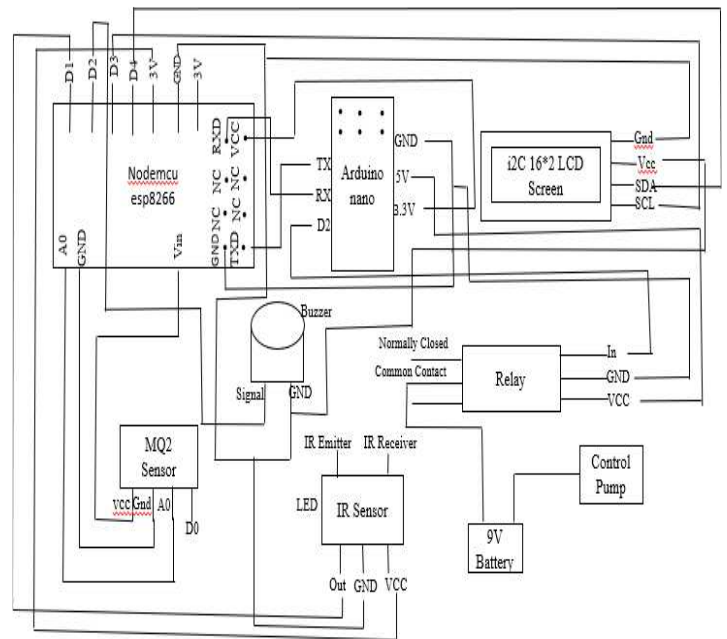 D1
D2
D3
D4
3V
GND
3V
Nodemcu
esp8266
RXD
VCC
NC
NC
NC
NC
GND
TXD
A0
GND
Vin
TX
RX
D2
Arduino
nano
GND
5V
3.3V
i2C 16*2 LCD
Screen
Gnd
Vcc
SDA
SCL
Buzzer
Signal
GND
Normally Closed
Common Contact
Relay
In
GND
VCC
MQ2
Sensor
vcc
Gnd
A0
D0
IR Emitter
IR Receiver
LED
IR Sensor
Out
GND
VCC
9V
Battery
Control
Pump